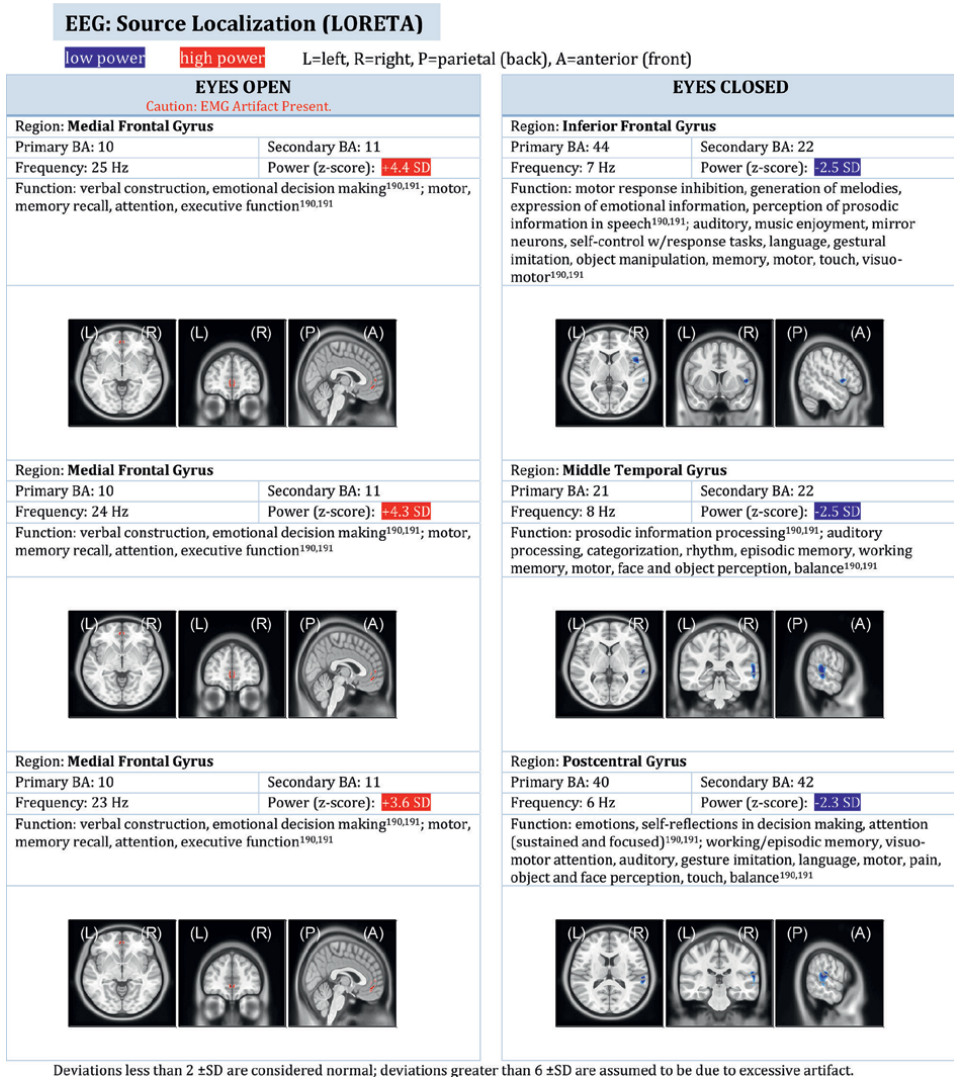 EEG: Source Localization (LORETA)
low power high power L=left, R=right, P=parietal (back), A=anterior (front)
EYES OPEN
Caution: EMG Artifact Present.
Region: Medial Frontal Gyrus
Primary BA: 10 Secondary BA: 11
Frequency: 25 Hz Power (z-score): +4.4 SD
Function: verbal construction, emotional decision making190,191; motor,
memory recall, attention, executive function190,191
(L) (R) (L) (R) (P) (A)
Region: Medial Frontal Gyrus
Primary BA: 10 Secondary BA: 11
Frequency: 24 Hz Power (z-score): +4.3 SD
Function: verbal construction, emotional decision making190,191; motor,
memory recall, attention, executive function190,191
(L) (R) (L) (R) (P) (A)
Region: Medial Frontal Gyrus
Primary BA: 10 Secondary BA: 11
Frequency: 23 Hz Power (z-score): +3.6 SD
Function: verbal construction, emotional decision making190,191; motor,
memory recall, attention, executive function190,191
(L) (R) (L) (R) (P) (A)
EYES CLOSED
Region: Inferior Frontal Gyrus
Primary BA: 44 Secondary BA: 22
Frequency: 7 Hz Power (z-score): -2.5 SD
Function: motor response inhibition, generation of melodies,
expression of emotional information, perception of prosodic
information in speech190,191; auditory, music enjoyment, mirror
neurons, self-control w/response tasks, language, gestural
imitation, object manipulation, memory, motor, touch, visuo-
motor190,191
(L) (R) (L) (R) (P) (A)
Region: Middle Temporal Gyrus
Primary BA: 21 Secondary BA: 22
Frequency: 8 Hz Power (z-score): -2.5 SD
Function: prosodic information processing190,191; auditory
processing, categorization, rhythm, episodic memory, working
memory, motor, face and object perception, balance190,191
(L) (R) (L) (R) (P) (A)
Region: Postcentral Gyrus
Primary BA: 40 Secondary BA: 42
Frequency: 6 Hz Power (z-score): -2.3 SD
Function: emotions, self-reflections in decision making, attention
(sustained and focused)190,191; working/episodic memory, visuo-
motor attention, auditory, gesture imitation, language, motor, pain,
object and face perception, touch, balance190,191
(L) (R) (L) (R) (P) (A)
Deviations less than 2 ±SD are considered normal; deviations greater than 6 ±SD are assumed to be due to excessive artifact.